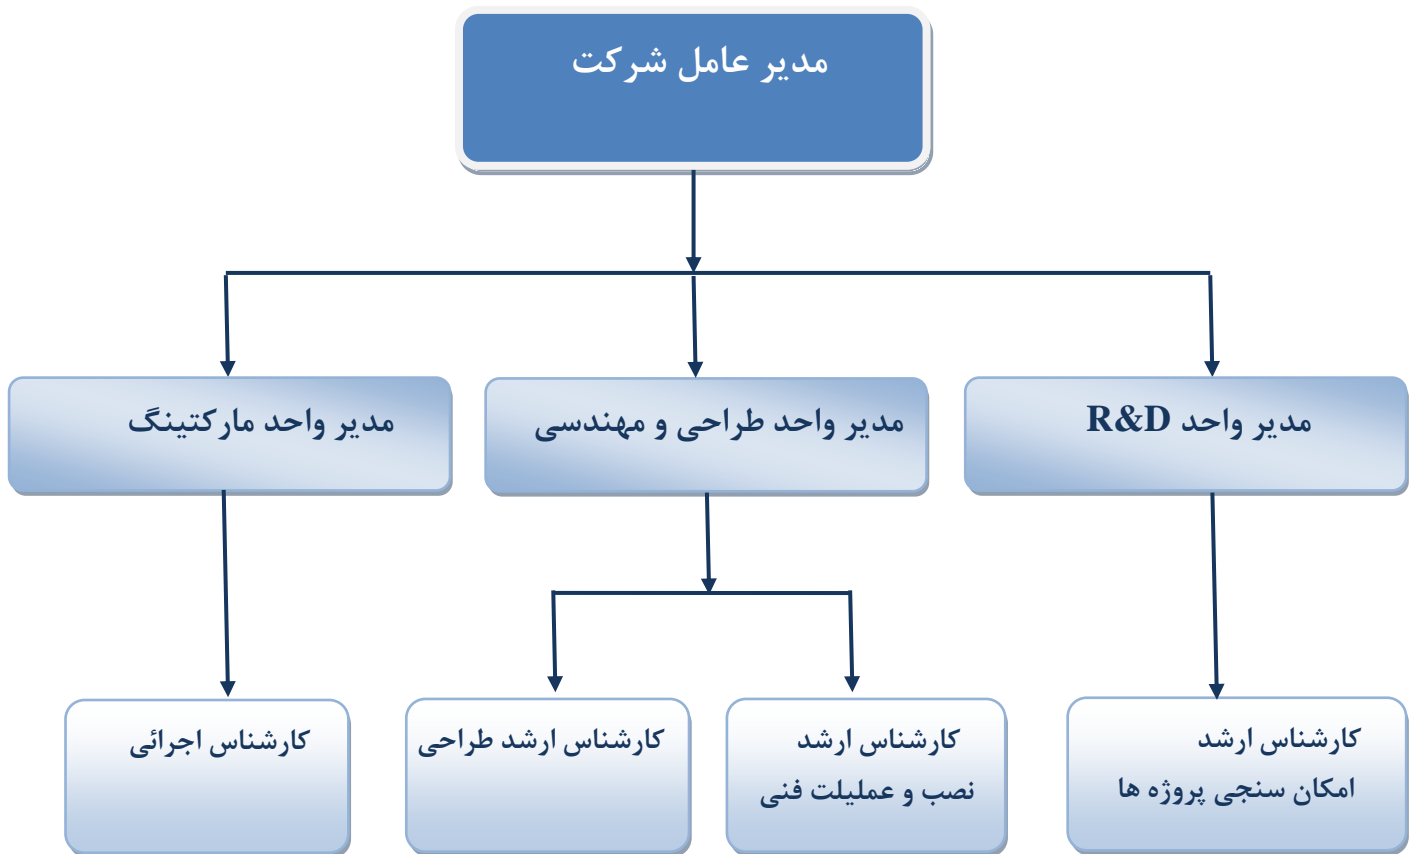 مدیر عامل شرکت
مدیر واحد R&D
مدیر واحد طراحی و مهندسی
مدیر واحد مارکتینگ
کارشناس ارشد
امکان سنجی پروژه ها
کارشناس ارشد
نصب و عملیلت فنی
کارشناس ارشد طراحی
کارشناس اجرائی